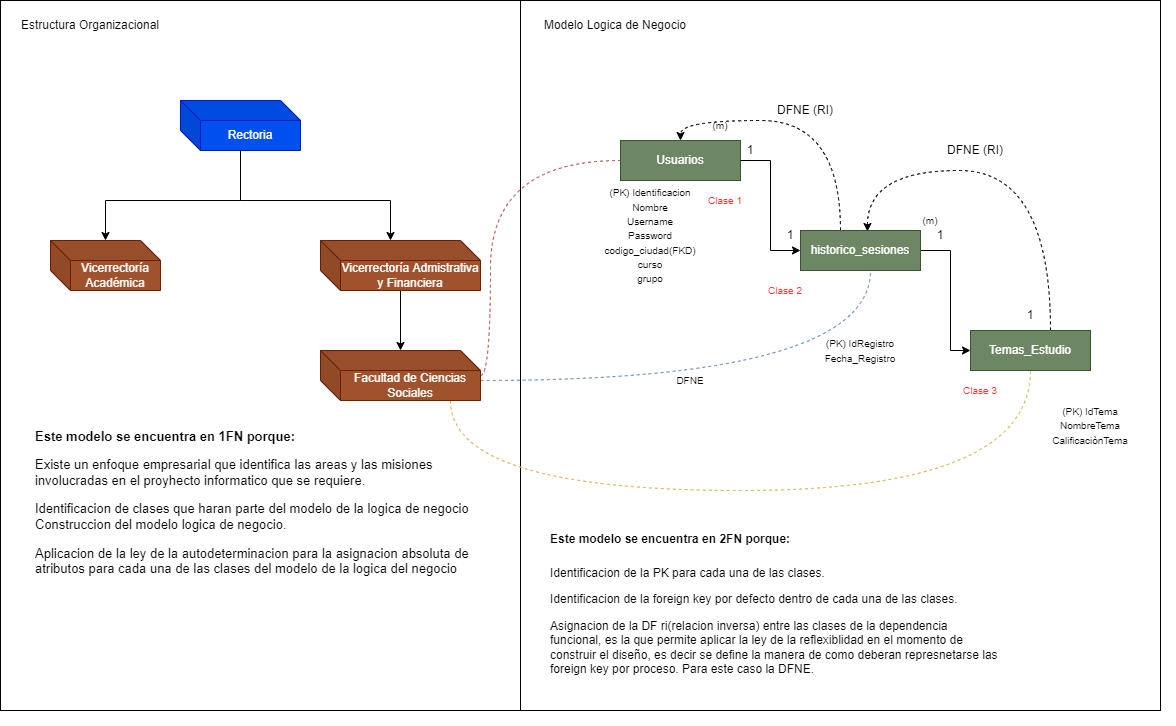 Estructura Organizacional
Rectoria
Vicerrectoría
Académica
Vicerrectoría Admistrativa
y Financiera
Facultad de Ciencias
Sociales
Este modelo se encuentra en 1FN porque:
Existe un enfoque empresarial que identifica las areas y las misiones
involucradas en el proyhecto informatico que se requiere.
Identificacion de clases que haran parte del modelo de la logica de negocio
Construccion del modelo logica de negocio.
Aplicacion de la ley de la autodeterminacion para la asignacion absoluta de
atributos para cada una de las clases del modelo de la logica del negocio
Modelo Logica de Negocio
DFNE (RI)
(m)
1
Usuarios
(PK) Identificacion
Nombre
Username
Password
codigo_ciudad(FKD)
curso
grupo
Clase 1
DFNE (RI)
(m)
1
1
historico_sesiones
Clase 2
(PK) IdRegistro
Fecha_Registro
DFNE
1
Temas_Estudio
Clase 3
(PK) IdTema
NombreTema
CalificaciònTema
Este modelo se encuentra en 2FN porque:
Identificacion de la PK para cada una de las clases.
Identificacion de la foreign key por defecto dentro de cada una de las clases.
Asignacion de la DF ri(relacion inversa) entre las clases de la dependencia
funcional, es la que permite aplicar la ley de la reflexiblidad en el momento de
construir el diseño, es decir se define la manera de como deberan represnetarse las
foreign key por proceso. Para este caso la DFNE.